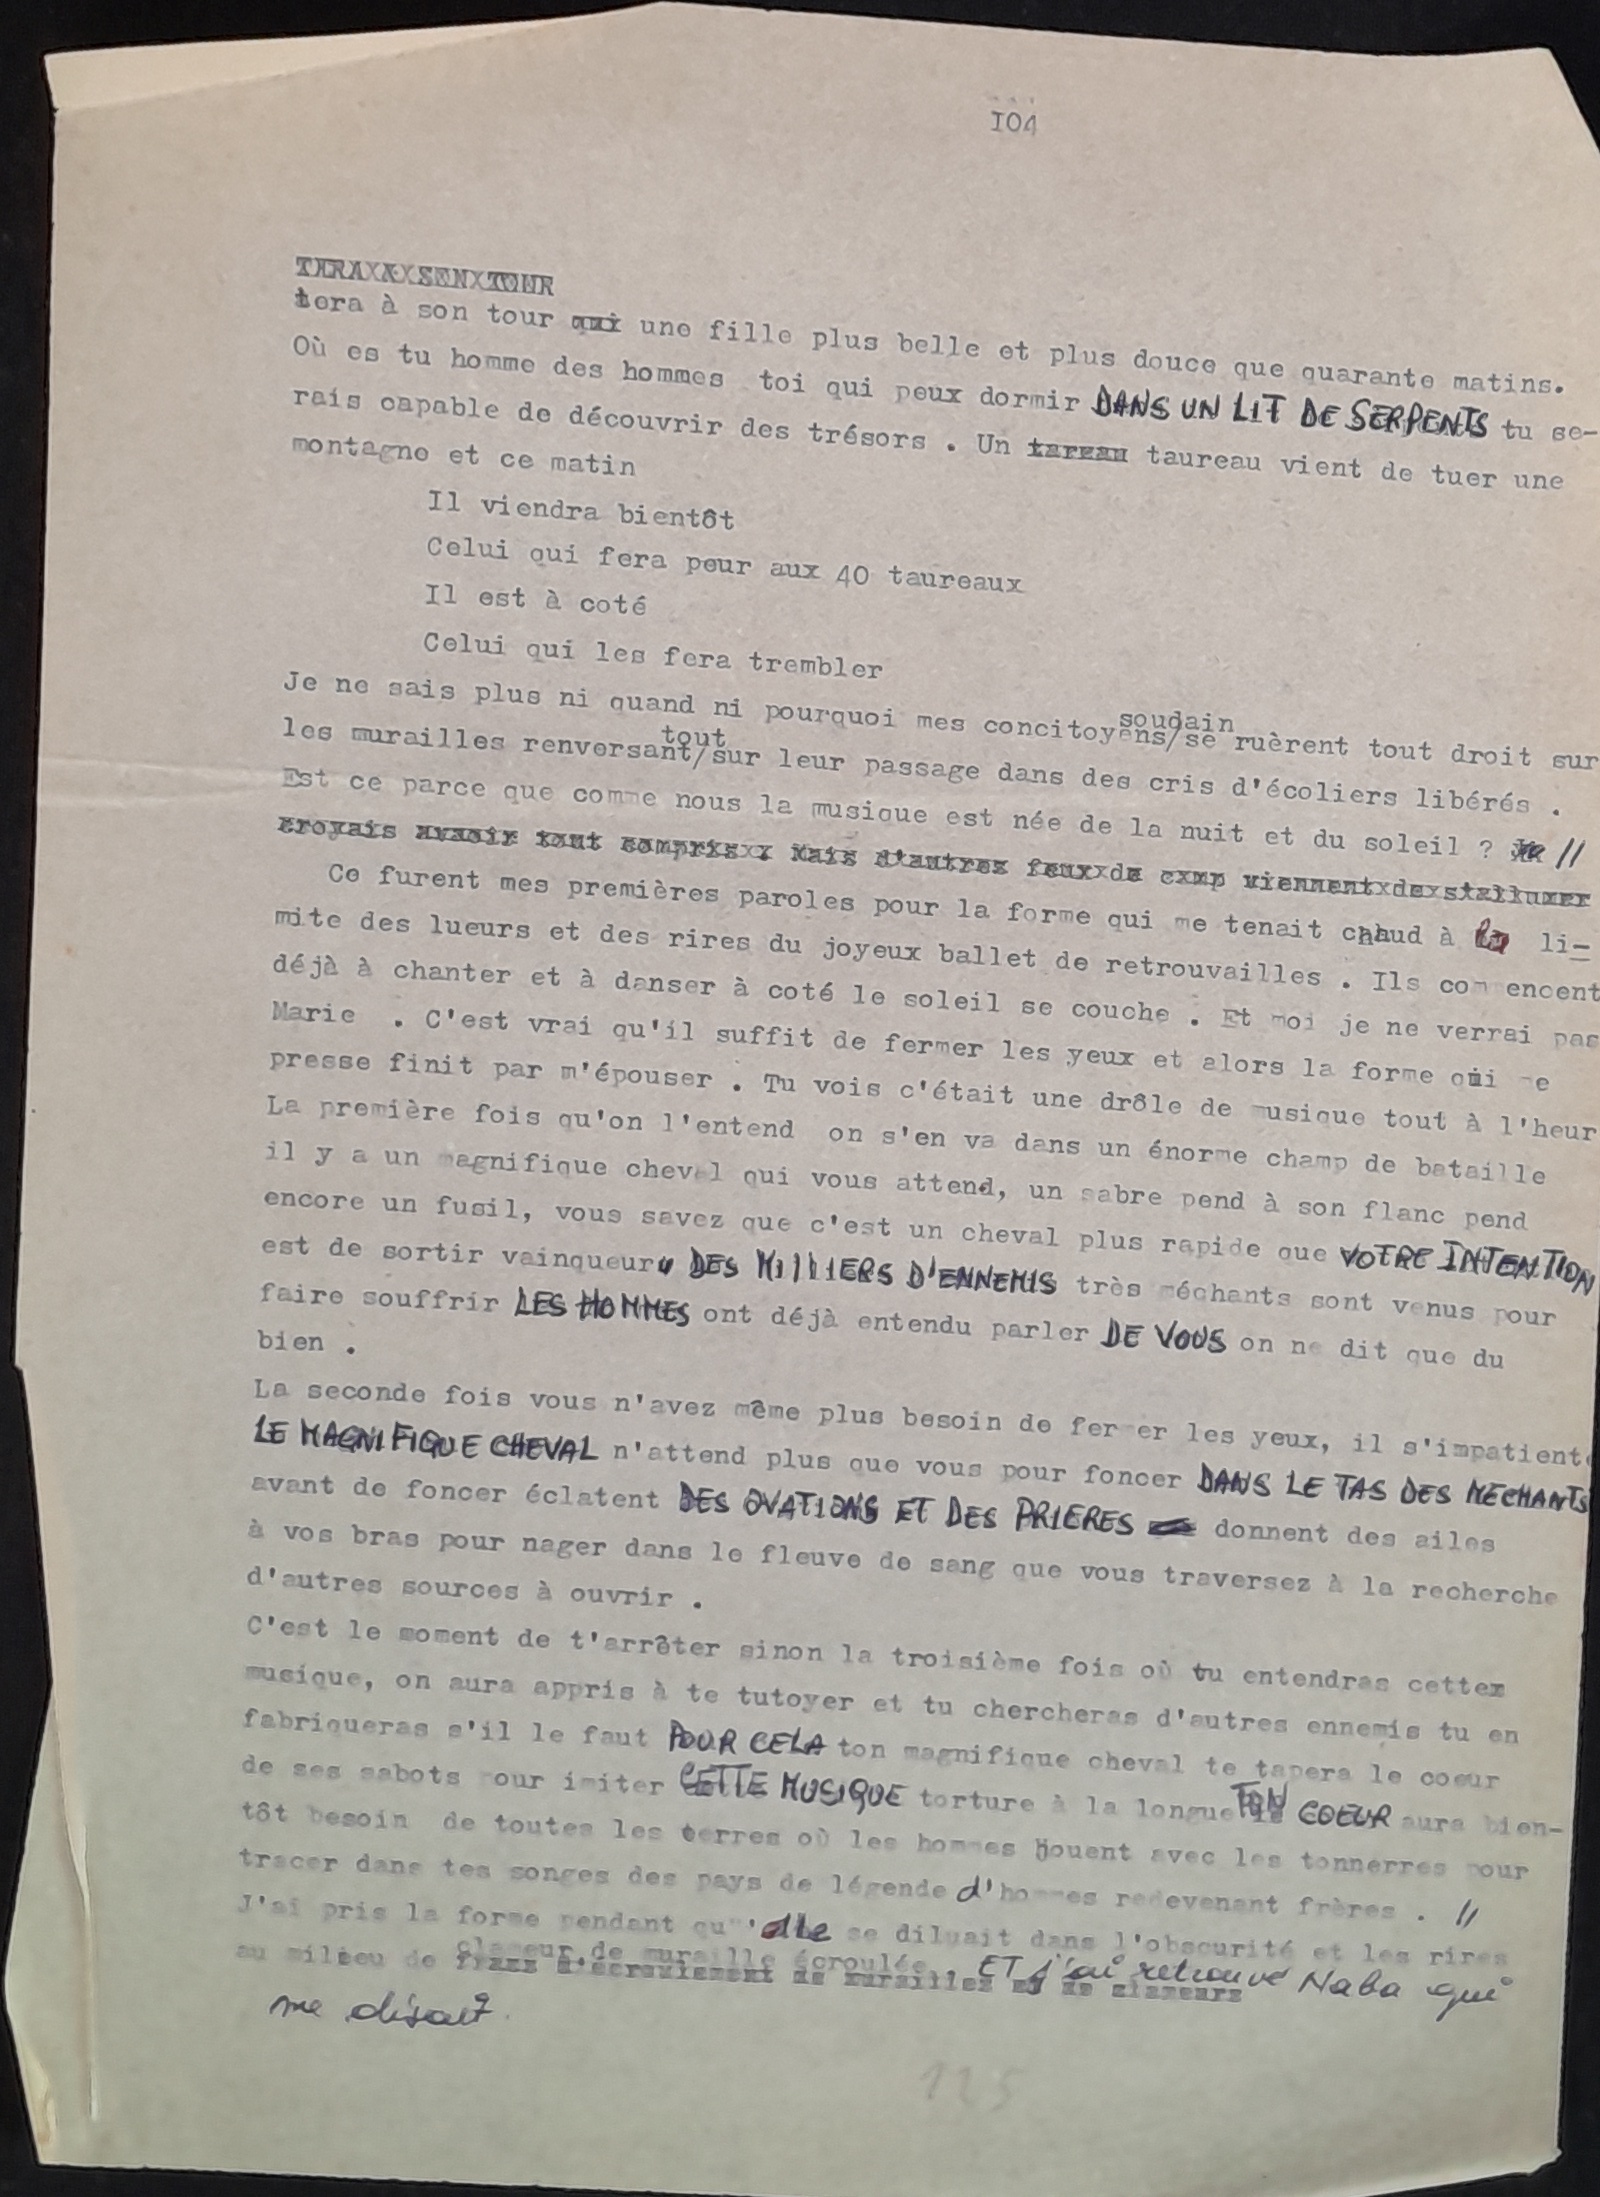 I04
tera à son tour une fille plus belle et plus douce que quarante matins.
Où es tu homme des hommes toi qui peux dormir DANS UN LIT DE SERPENTS tu se-
rais capable de découvrir des trésors . Un tareau taureau vient de tuer une
montagne et ce matin
Il viendra bientôt
Celui qui fera peur aux 40 taureaux
Il est à coté
Celui qui les fera trembler
Je ne sais plus ni quand ni pourquoi mes concitoyens/soudain se ruèrent tout droit sur
les murailles renversant/tout sur leur passage dans des cris d'écoliers libérés .
Est ce parce que comme nous la musique est née de la nuit et du soleil ? Je //
croyais avaoir tout compris . Mais d'autres feux de camp viennent de s'allumer
Ce furent mes premières paroles pour la forme qui me tenait chaud à la li-
mite des lueurs et des rires du joyeux ballet de retrouvailles . Ils commencent
déjà à chanter et à danser à coté le soleil se couche . Et moi je ne verrai pas
Marie . C'est vrai qu'il suffit de fermer les yeux et alors la forme qui me
presse finit par m'épouser . Tu vois c'était une drôle de musique tout à l'heur
La première fois qu'on l'entend on s'en va dans un énorme champ de bataille
il y a un magnifique cheval qui vous attend, un sabre pend à son flanc pend
encore un fusil, vous savez que c'est un cheval plus rapide que VOTRE INTENTION
est de sortir vainqueur DES MILLIERS D'ENNEMIS très méchants sont venus pour
faire souffrir LES HOMMES ont déjà entendu parler DE VOUS on ne dit que du
bien .
La seconde fois vous n'avez même plus besoin de fermer les yeux, il s'impatiente
LE MAGNIFIQUE CHEVAL n'attend plus que vous pour foncer DANS LE TAS DES MECHANTS
avant de foncer éclatent DES OVATIONS ET DES PRIERES donnent des ailes
à vos bras pour nager dans le fleuve de sang que vous traversez à la recherche
d'autres sources à ouvrir .
C'est le moment de t'arrêter sinon la troisième fois où tu entendras cette
musique, on aura appris à te tutoyer et tu chercheras d'autres ennemis tu en
fabriqueras s'il le faut POUR CELA ton magnifique cheval te tapera le coeur
de ses sabots pour imiter CETTE MUSIQUE torture à la longue TON COEUR aura bien-
tôt besoin de toutes les terres où les hommes jouent avec les tonnerres pour
tracer dans tes songes des pays de légende d'hommes redevenant frères . //
J'ai pris la forme pendant qu'elle se diluait dans l'obscurité et les rires
au milieu de clameur de muraille écroulée . ET j'ai retrouvé Naba qui
me disait
125